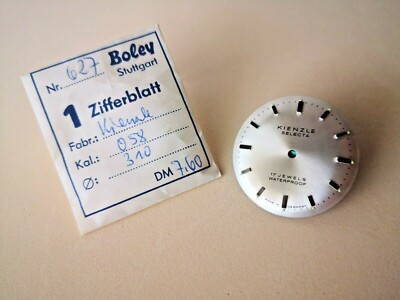 Nr. 627 Boley
Stuttgart
1 Zifferblatt
Fabr.: Kienzle
Kal.: 058
Ø: 310
DM 7.60
KIENZLE
SELECTA
17 JEWELS
WATERPROOF